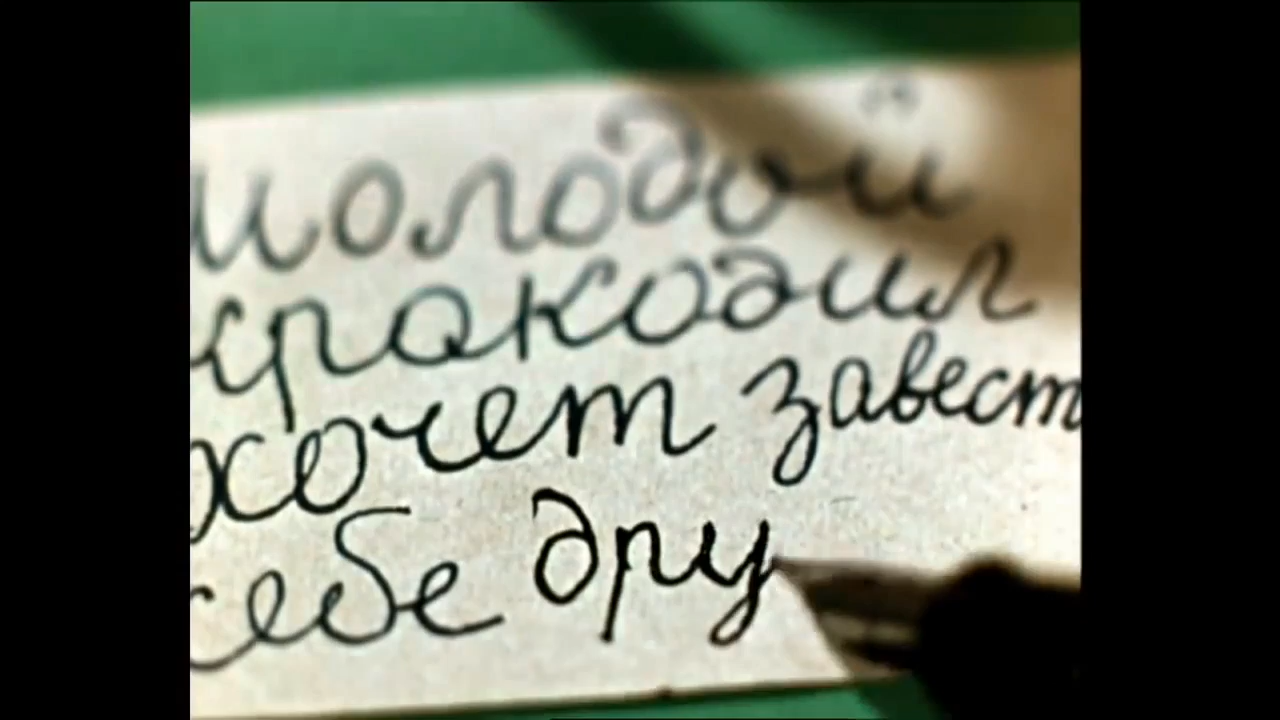 молодой
крокодил
хочет завест
себе дру